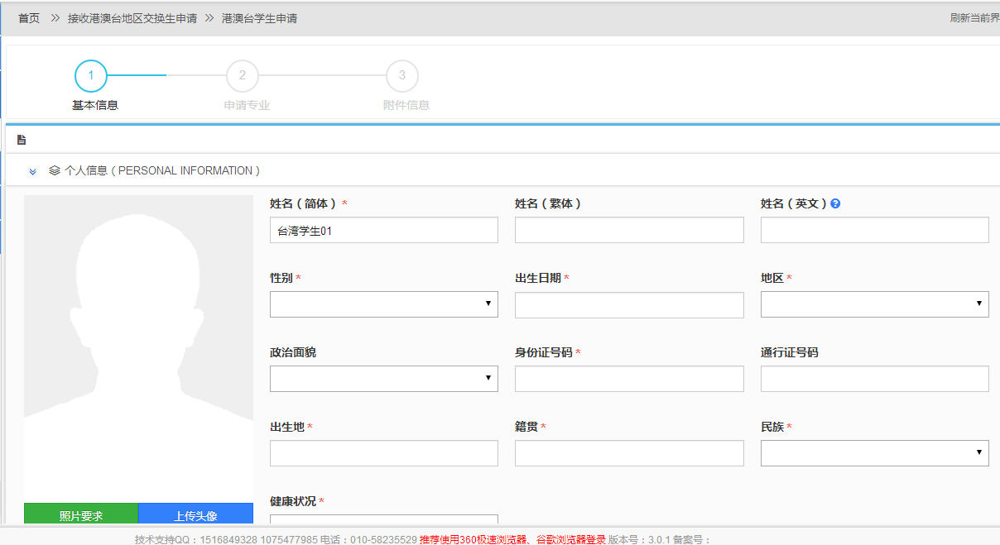 首页 » 接收港澳台地区交换生申请 » 港澳台学生申请 刷新当前界
1 2 3
基本信息 申请专业 附件信息
个人信息（PERSONAL INFORMATION）
姓名（简体）* 姓名（繁体） 姓名（英文）?
台湾学生01
性别* 出生日期* 地区*
政治面貌 身份证号码* 通行证号码
出生地* 籍贯* 民族*
健康状况*
照片要求 上传头像
技术支持QQ：1516849328 1075477985 电话：010-58235529 推荐使用360极速浏览器、谷歌浏览器登录 版本号：3.0.1 备案号：